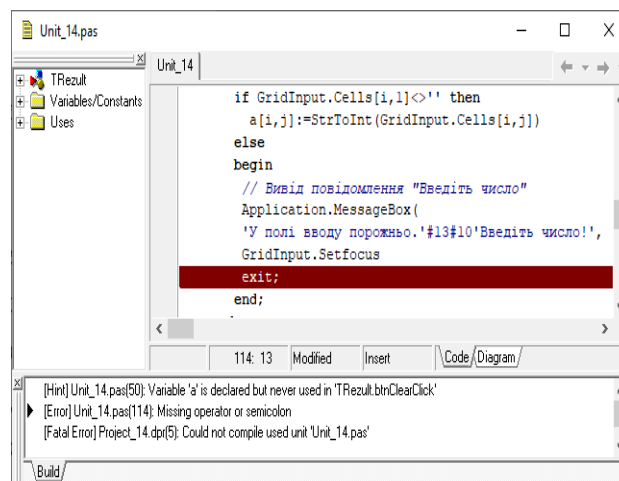 Unit_14.pas
TRezult
Variables/Constants
Uses
Unit_14
if GridInput.Cells[i,1]<>'' then
a[i,j]:=StrToInt(GridInput.Cells[i,j])
else
begin
// Вивід повідомлення "Введіть число"
Application.MessageBox(
'У полі вводу порожньо.'#13#10'Введіть число!',
GridInput.Setfocus
exit;
end;
114: 13 Modified Insert Code Diagram
[Hint] Unit_14.pas(50): Variable 'a' is declared but never used in 'TRezult.btnClearClick'
[Error] Unit_14.pas(114): Missing operator or semicolon
[Fatal Error] Project_14.dpr(5): Could not compile used unit 'Unit_14.pas'
Build